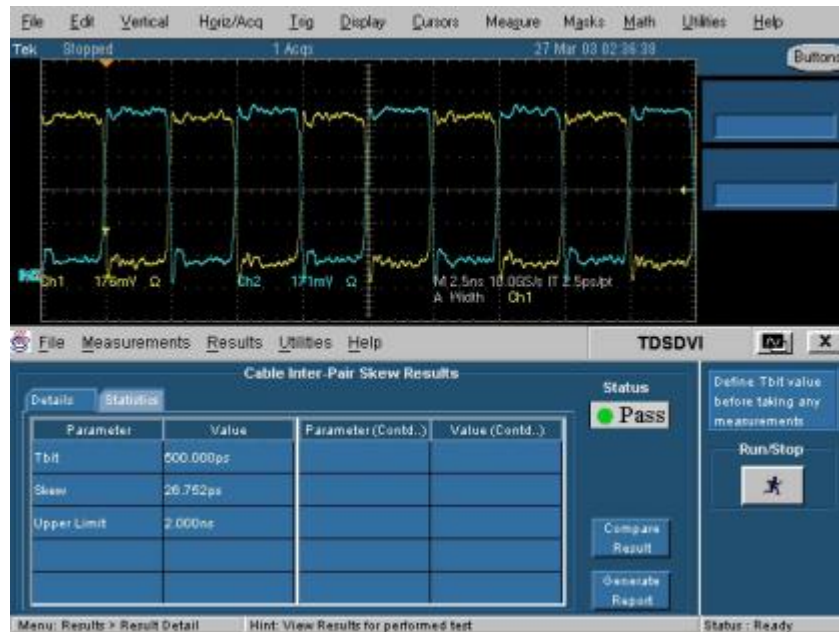 File Edit Vertical Horiz/Acq Trig Display Cursors Measure Masks Math Utilities Help
Tek Stopped 1 Acqs 27 Mar 03 02:36:39
Buttons
Ch1 175mV Ω Ch2 171mV Ω M 2.5ns 10.0GS/s IT 2.5ps/pt
A Width Ch1
File Measurements Results Utilities Help TDSDVI X
Cable Inter-Pair Skew Results
Details Statistics
Parameter Value Parameter(Contd..) Value(Contd..)
Tbit 500.000ps
Skew 26.752ps
Upper Limit 2.000ns
Status
Pass
Compare Result
Generate Report
Define Tbit value
before taking any
measurements
Run/Stop
Menu: Results > Result Detail Hint: View Results for performed test Status : Ready